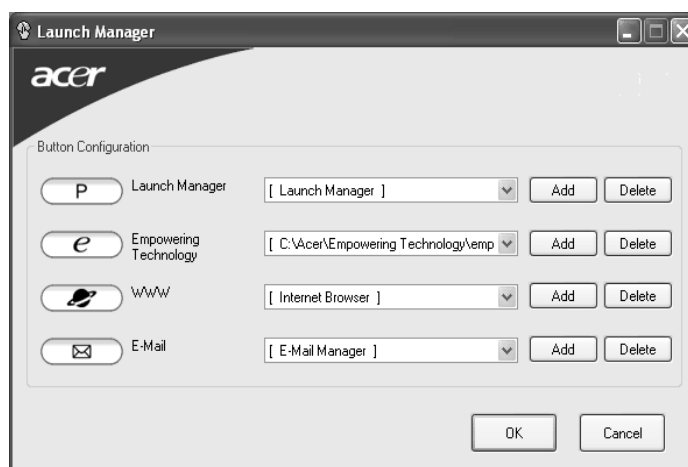 Launch Manager
acer
Button Configuration
P Launch Manager [ Launch Manager ] Add Delete
e Empowering Technology [ C:\Acer\Empowering Technology\emp Add Delete
WWW [ Internet Browser ] Add Delete
E-Mail [ E-Mail Manager ] Add Delete
OK Cancel